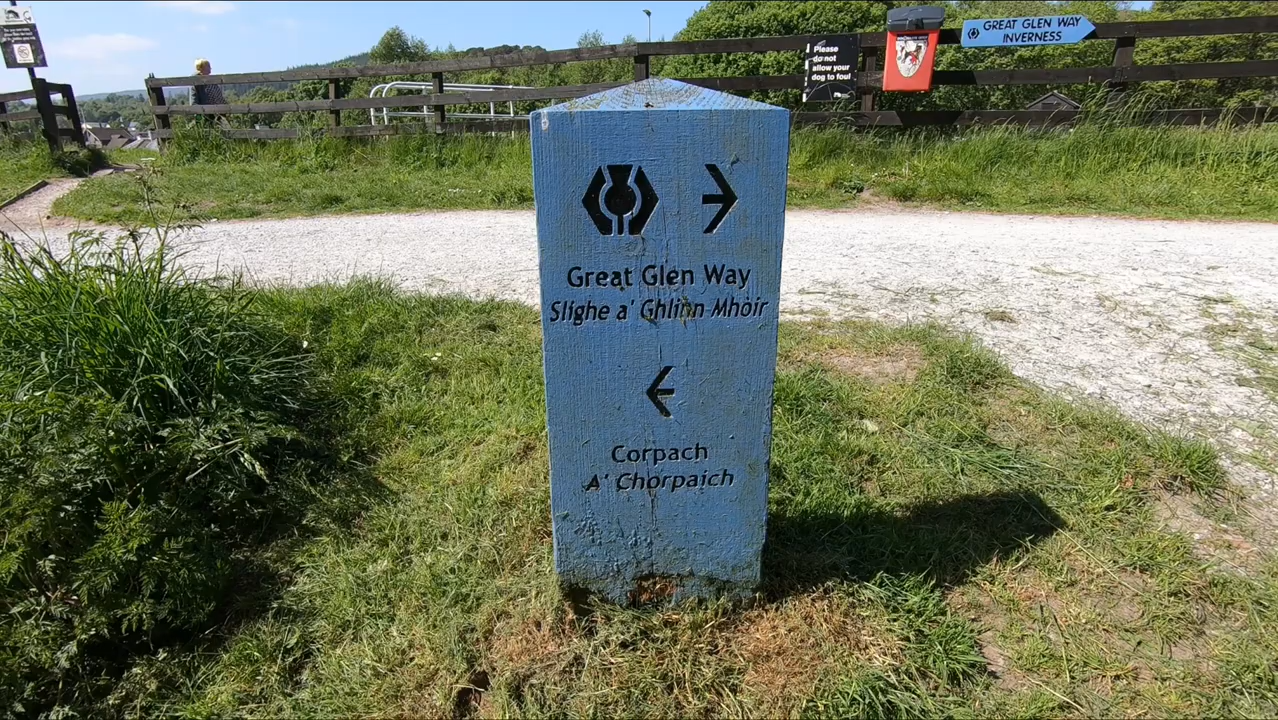 Please
do not
allow your
dog to foul
GREAT GLEN WAY
INVERNESS
Great Glen Way
Slighe a' Ghlinn Mhòir
Corpach
A' Chorpaich